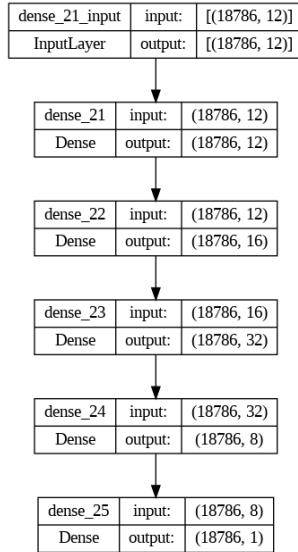 dense_21_input input: [(18786, 12)]
InputLayer output: [(18786, 12)]
dense_21 input: (18786, 12)
Dense output: (18786, 12)
dense_22 input: (18786, 12)
Dense output: (18786, 16)
dense_23 input: (18786, 16)
Dense output: (18786, 32)
dense_24 input: (18786, 32)
Dense output: (18786, 8)
dense_25 input: (18786, 8)
Dense output: (18786, 1)